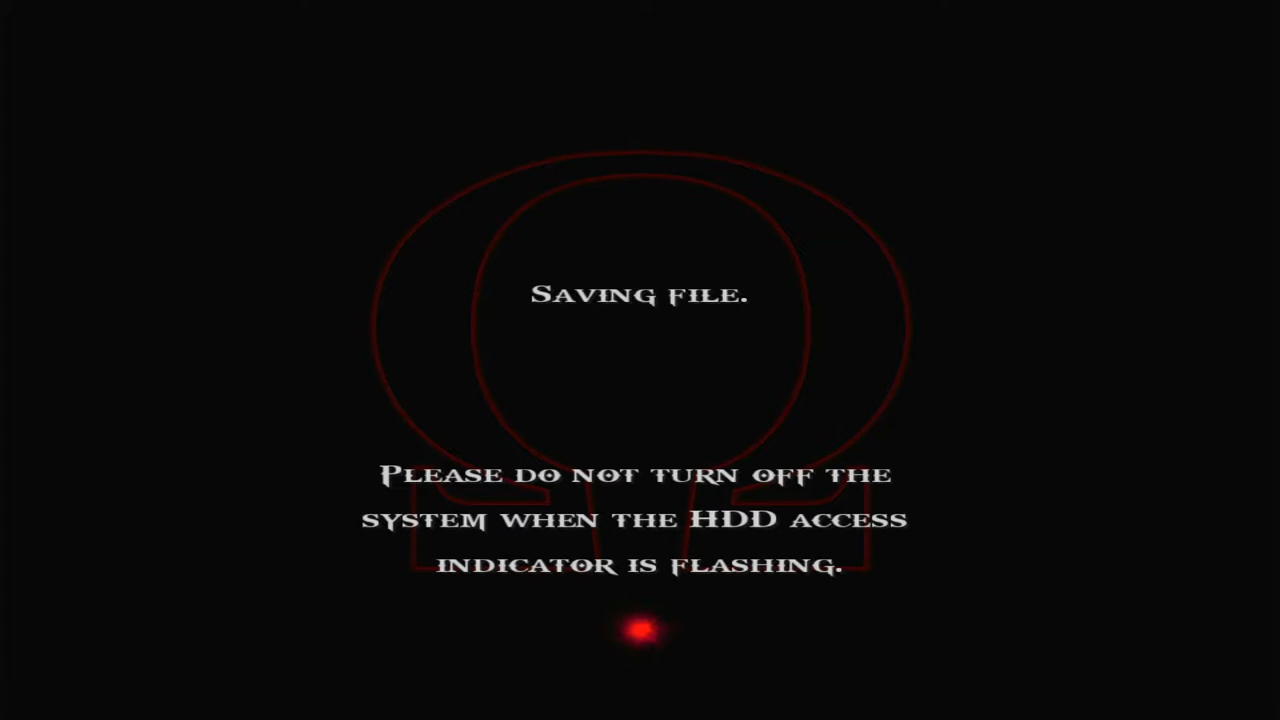 Saving file.
Please do not turn off the
system when the HDD access
indicator is flashing.